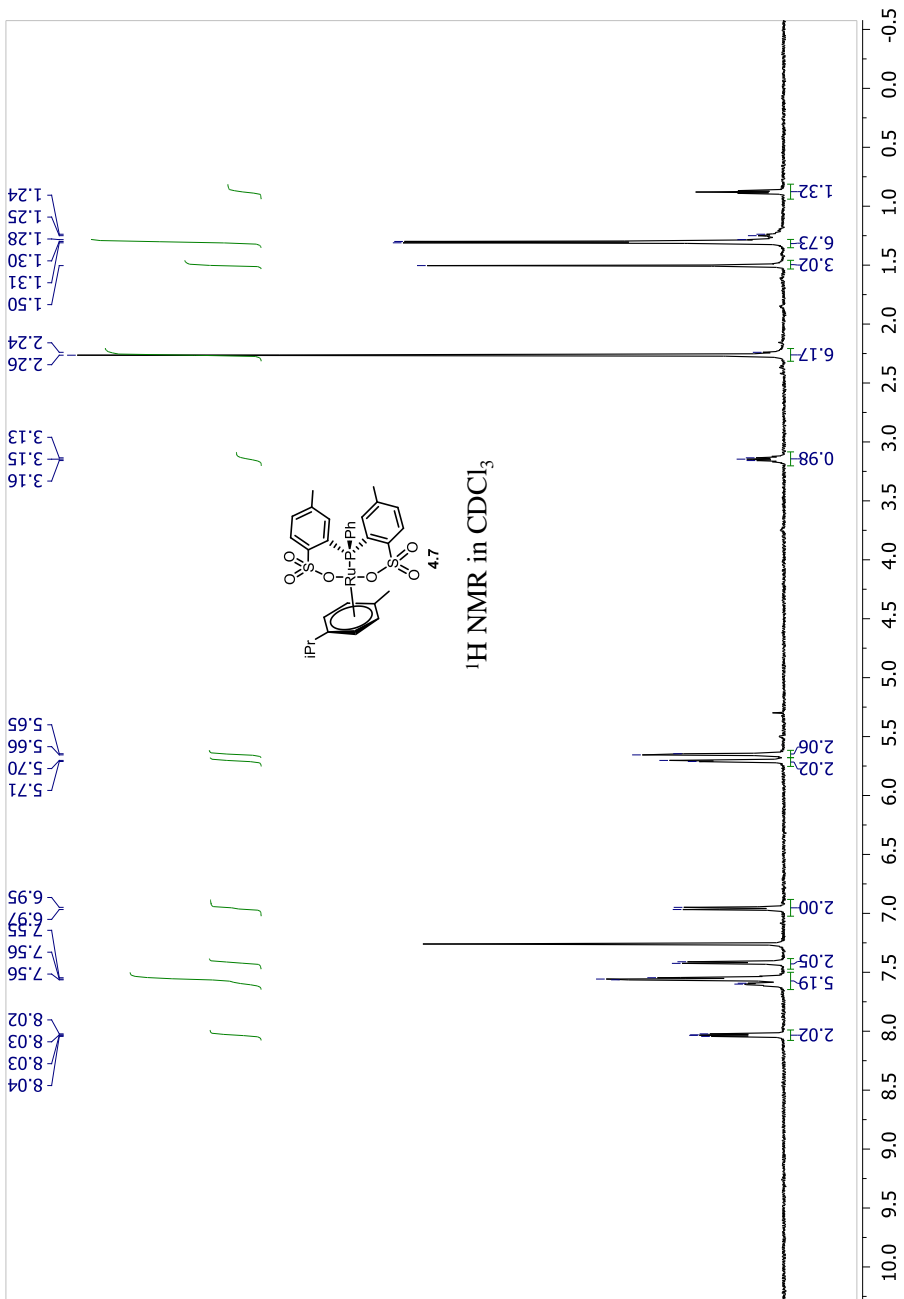 8.04
8.03
8.03
8.02
7.56
7.56
7.55
6.97
6.95
5.71
5.70
5.66
5.65
3.16
3.15
3.13
2.26
2.24
1.50
1.31
1.30
1.28
1.25
1.24
iPr
Ru
P
Ph
O
O
S
O
O
S
O
O
4.7
¹H NMR in CDCl₃
2.02
5.19
2.05
2.00
2.02
2.06
0.98
6.17
3.02
6.73
1.32
10.0 9.5 9.0 8.5 8.0 7.5 7.0 6.5 6.0 5.5 5.0 4.5 4.0 3.5 3.0 2.5 2.0 1.5 1.0 0.5 0.0 -0.5